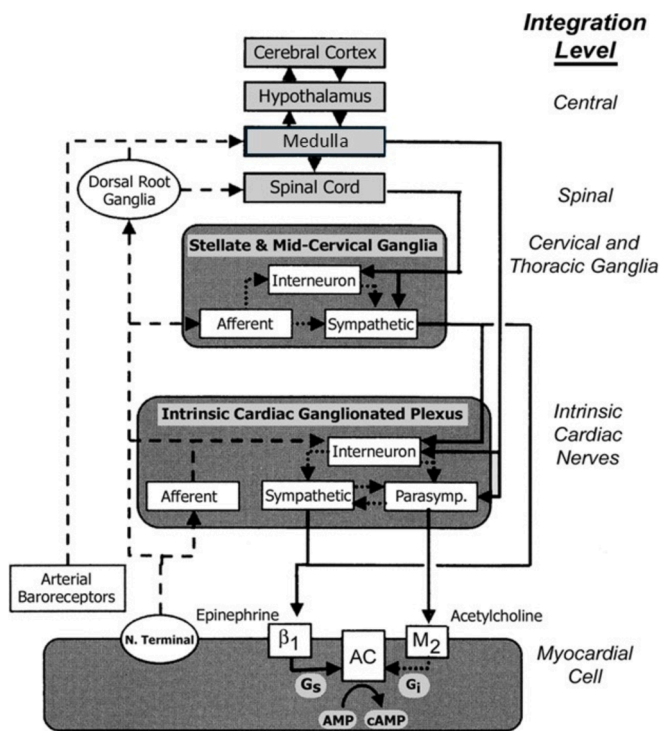 Integration
Level
Cerebral Cortex
Hypothalamus
Central
Medulla
Dorsal Root
Ganglia
Spinal Cord
Spinal
Stellate & Mid-Cervical Ganglia
Cervical and
Thoracic Ganglia
Interneuron
Afferent
Sympathetic
Intrinsic Cardiac Ganglionated Plexus
Intrinsic
Cardiac
Nerves
Interneuron
Afferent
Sympathetic
Parasymp.
Arterial
Baroreceptors
N. Terminal
Epinephrine
Acetylcholine
β1
AC
M2
Gs
Gi
AMP
cAMP
Myocardial
Cell